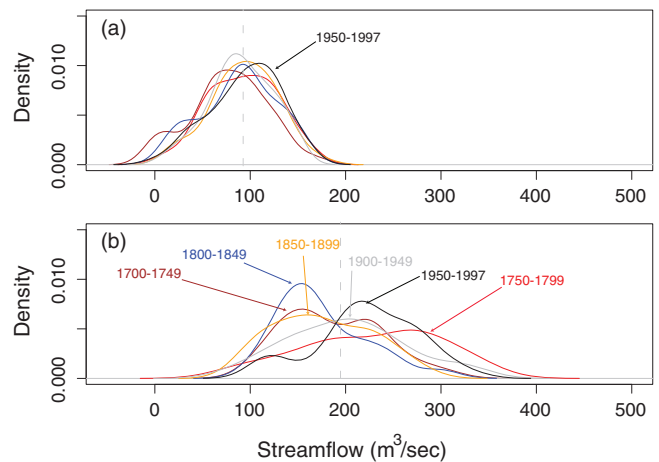 (a)
1950-1997
Density
0.000
0.010
0 100 200 300 400 500
(b)
1850-1899
1800-1849
1900-1949
1700-1749
1950-1997
1750-1799
Density
0.000
0.010
0 100 200 300 400 500
Streamflow (m³/sec)